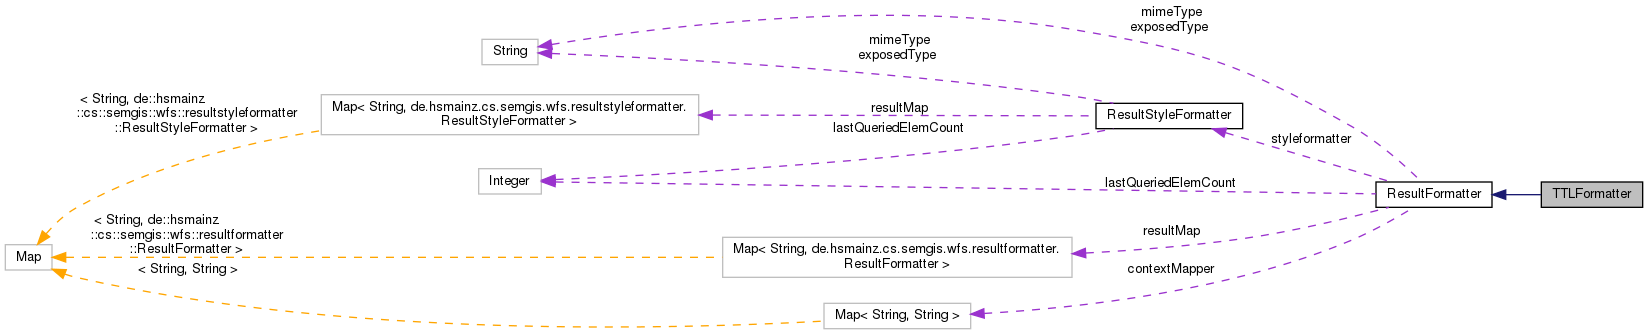 mimeType
exposedType
String
mimeType
exposedType
< String, de::hsmainz
::cs::semgis::wfs::resultstyleformatter
::ResultStyleFormatter >
Map< String, de.hsmainz.cs.semgis.wfs.resultstyleformatter.
ResultStyleFormatter >
resultMap
ResultStyleFormatter
lastQueriedElemCount
styleformatter
Integer
lastQueriedElemCount
ResultFormatter
TTLFormatter
< String, de::hsmainz
::cs::semgis::wfs::resultformatter
::ResultFormatter >
resultMap
Map
Map< String, de.hsmainz.cs.semgis.wfs.resultformatter.
ResultFormatter >
< String, String >
contextMapper
Map< String, String >